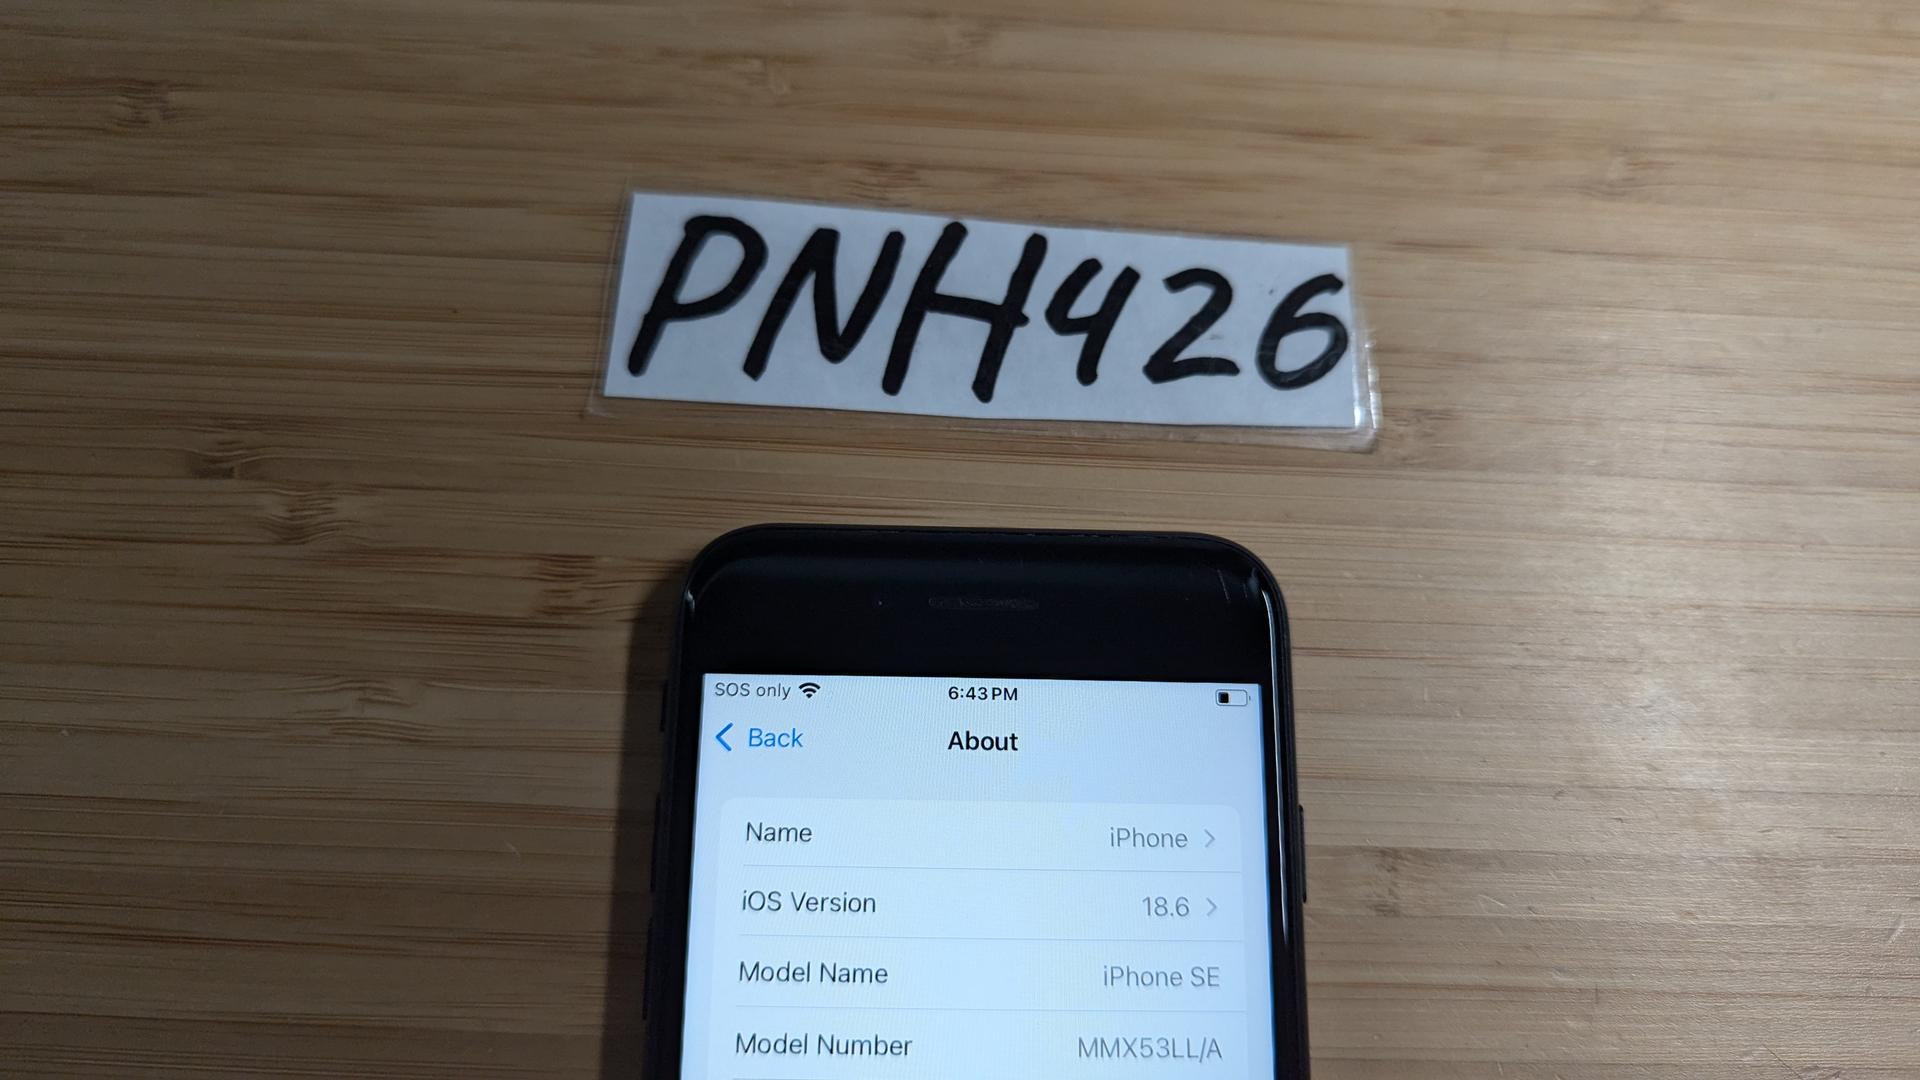 PNH426
SOS only 6:43 PM
Back About
Name iPhone
iOS Version 18.6
Model Name iPhone SE
Model Number MMX53LL/A